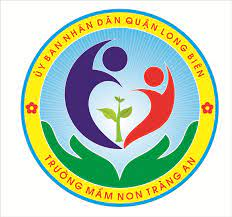 ỦY BAN NHÂN DÂN QUẬN LONG BIÊN
TRƯỜNG MẦM NON TRÀNG AN